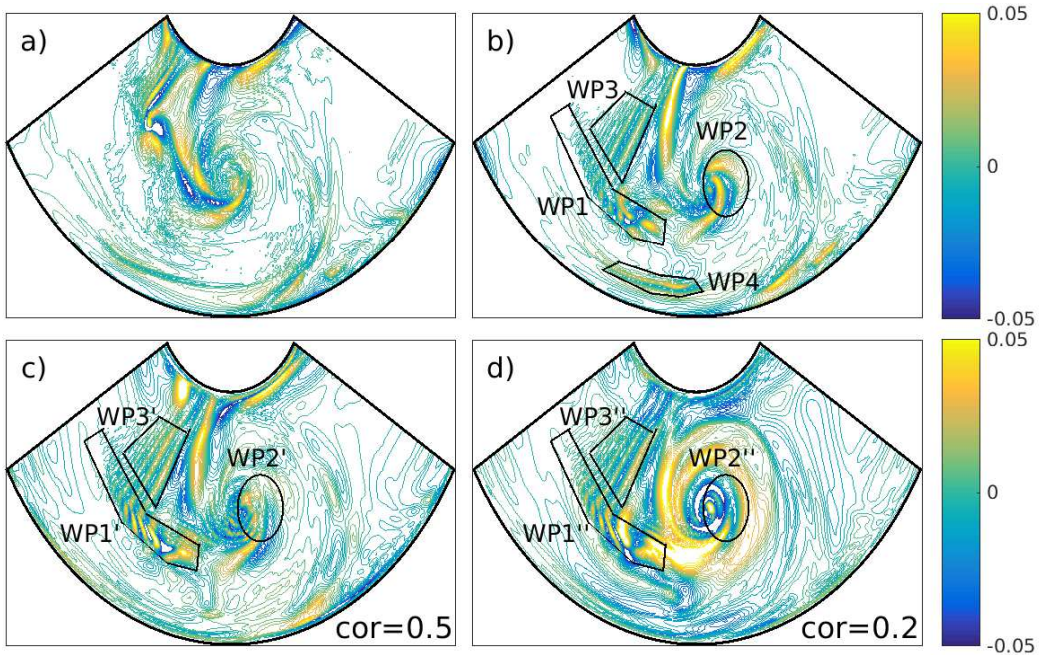 a)
b)
WP3
WP2
WP1
WP4
0.05
0
-0.05
c)
WP3'
WP2'
WP1'
cor=0.5
d)
WP3''
WP2''
WP1''
cor=0.2
0.05
0
-0.05